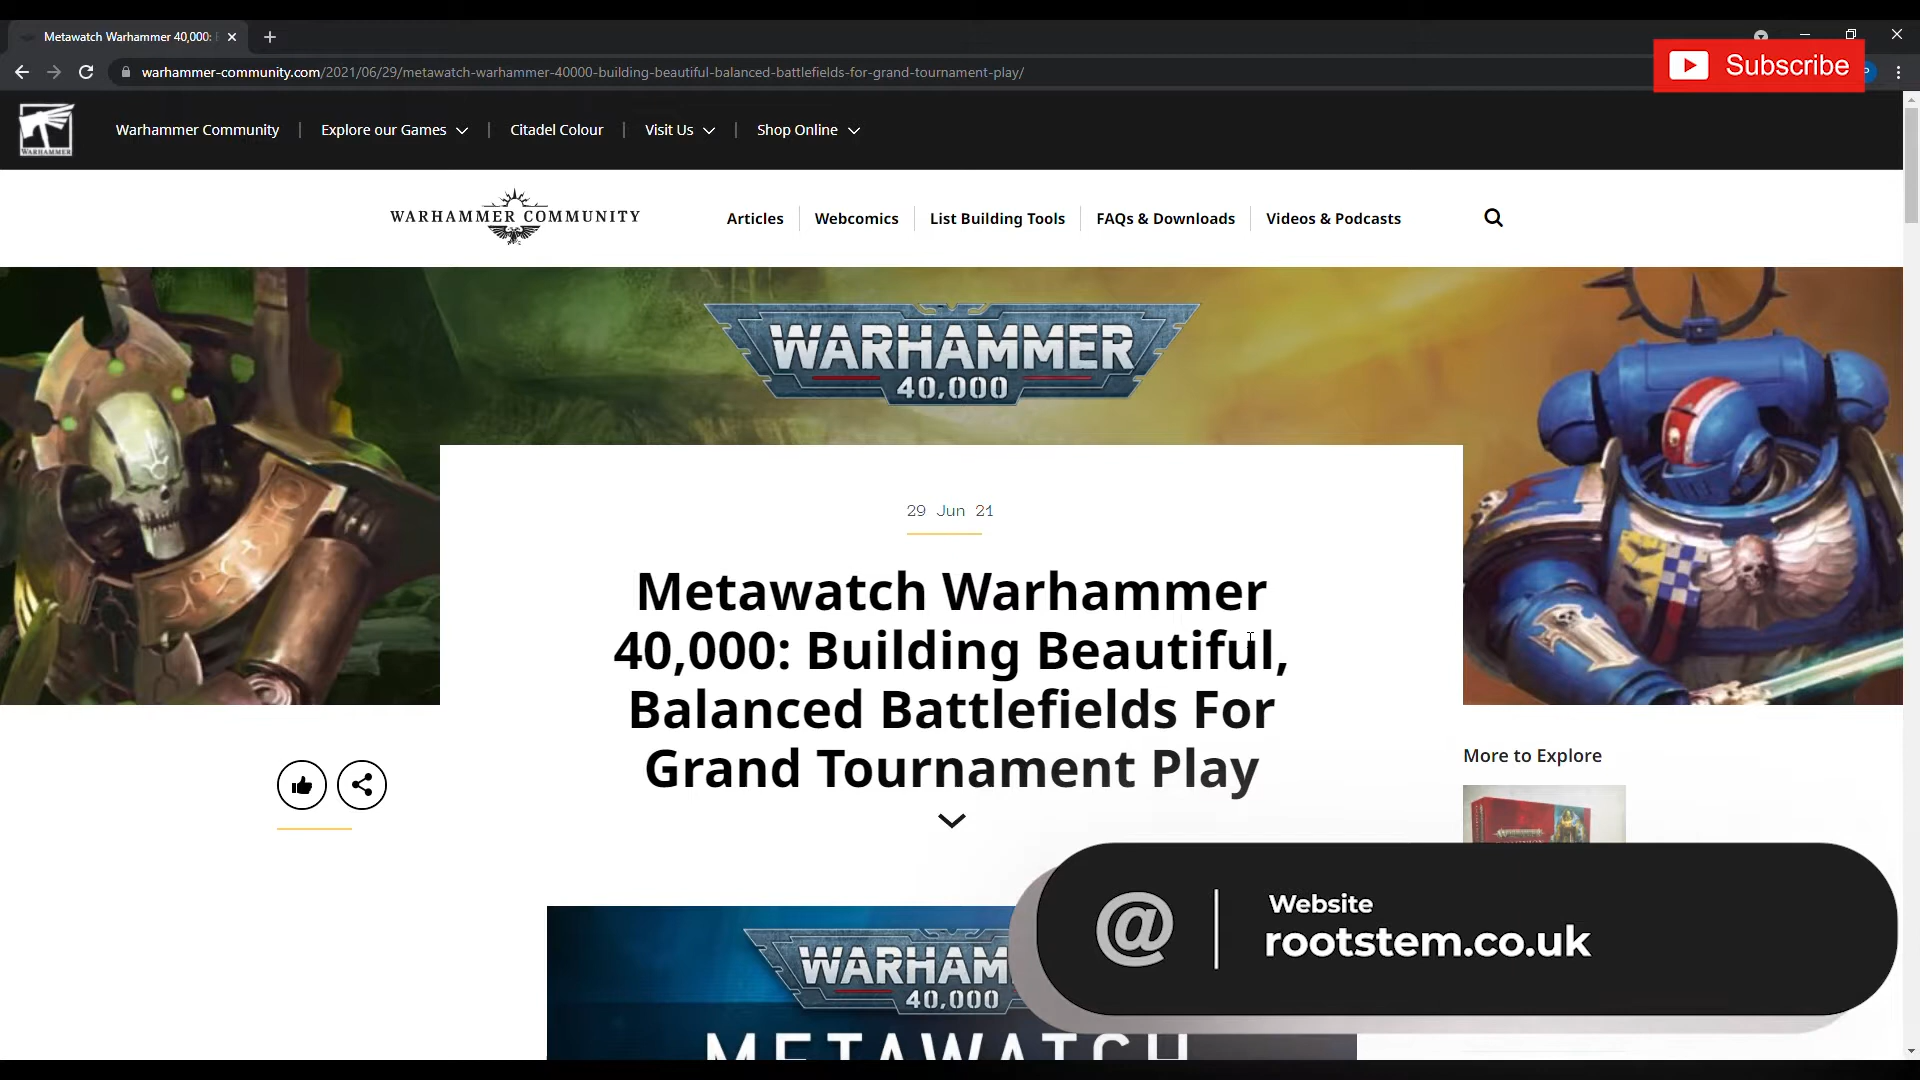 Metawatch Warhammer 40,000:
warhammer-community.com/2021/06/29/metawatch-warhammer-40000-building-beautiful-balanced-battlefields-for-grand-tournament-play/
Subscribe
WARHAMMER
Warhammer Community
Explore our Games
Citadel Colour
Visit Us
Shop Online
WARHAMMER COMMUNITY
Articles
Webcomics
List Building Tools
FAQs & Downloads
Videos & Podcasts
WARHAMMER
40,000
29 Jun 21
Metawatch Warhammer
40,000: Building Beautiful,
Balanced Battlefields For
Grand Tournament Play
More to Explore
WARHAM
40,000
METAWATCH
@
Website
rootstem.co.uk